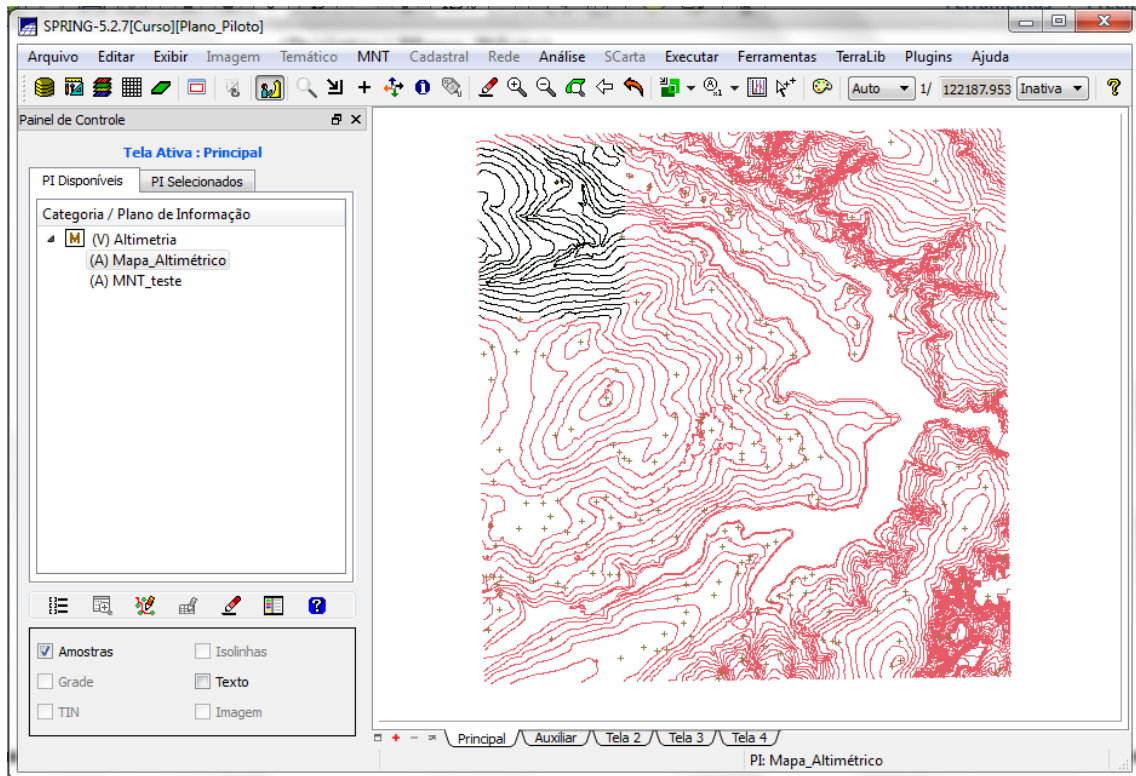 SPRING-5.2.7[Curso][Plano_Piloto]
Arquivo Editar Exibir Imagem Temático MNT Cadastral Rede Análise SCarta Executar Ferramentas TerraLib Plugins Ajuda
Auto 1/ 122187.953 Inativa
Painel de Controle
Tela Ativa : Principal
PI Disponíveis PI Selecionados
Categoria / Plano de Informação
M (V) Altimetria
(A) Mapa_Altimétrico
(A) MNT_teste
Amostras Isolinhas
Grade Texto
TIN Imagem
Principal Auxiliar Tela 2 Tela 3 Tela 4
PI: Mapa_Altimétrico